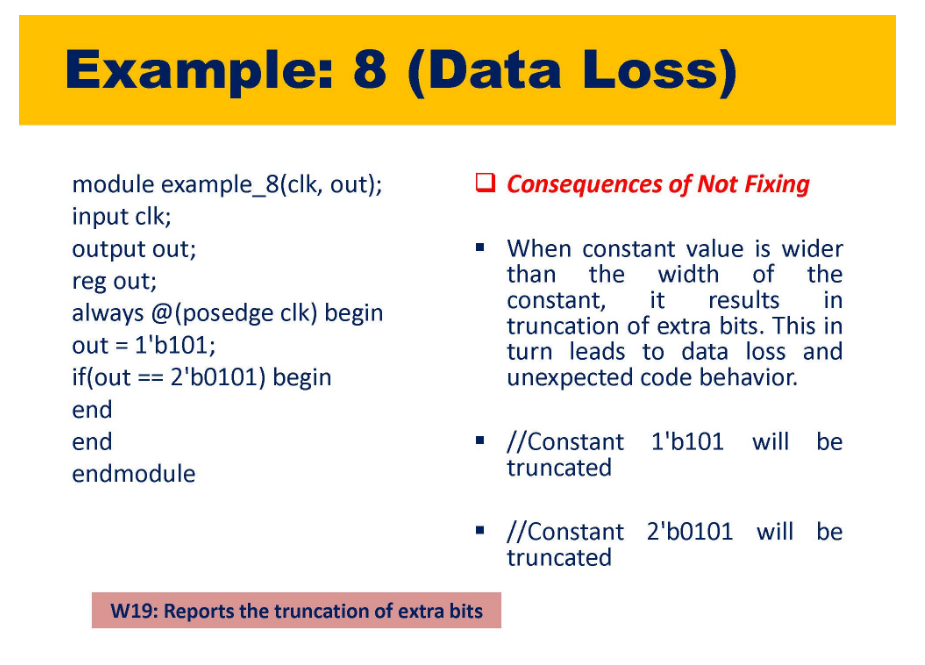 Example: 8 (Data Loss)
module example_8(clk, out);
input clk;
output out;
reg out;
always @(posedge clk) begin
out = 1'b101;
if(out == 2'b0101) begin
end
end
endmodule
❑ Consequences of Not Fixing
▪ When constant value is wider
than the width of the
constant, it results in
truncation of extra bits. This in
turn leads to data loss and
unexpected code behavior.
▪ //Constant 1'b101 will be
truncated
▪ //Constant 2'b0101 will be
truncated
W19: Reports the truncation of extra bits